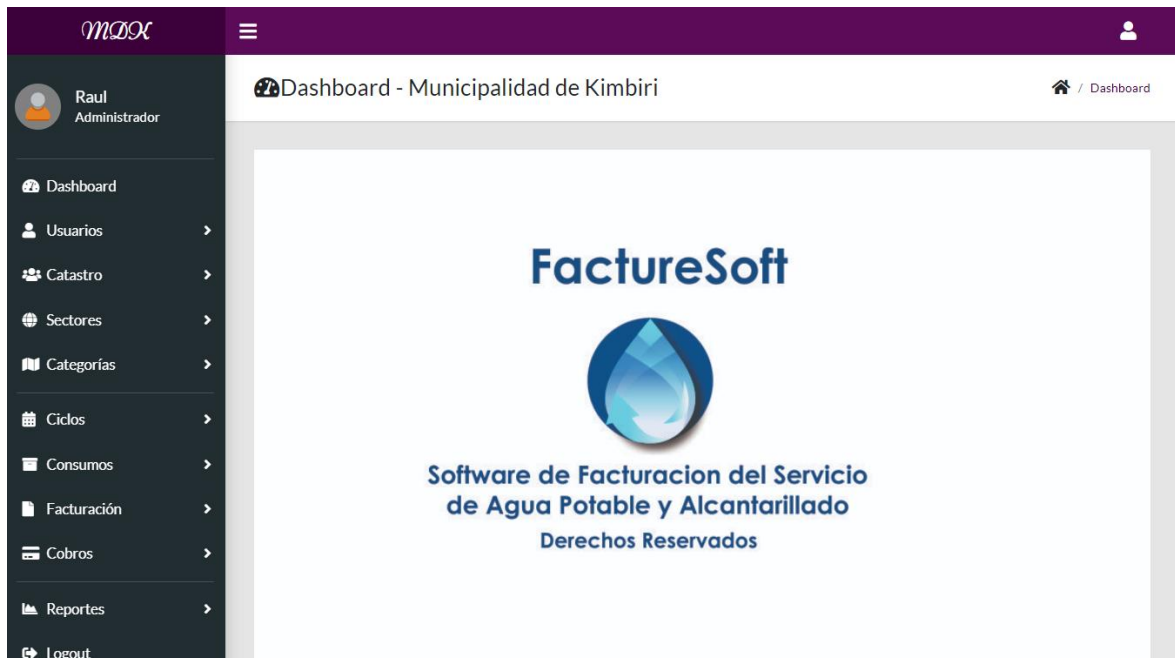 MDK
Raul
Administrador
Dashboard
Usuarios
Catastro
Sectores
Categorías
Ciclos
Consumos
Facturación
Cobros
Reportes
Logout
Dashboard - Municipalidad de Kimbiri
/ Dashboard
FactureSoft
Software de Facturacion del Servicio
de Agua Potable y Alcantarillado
Derechos Reservados